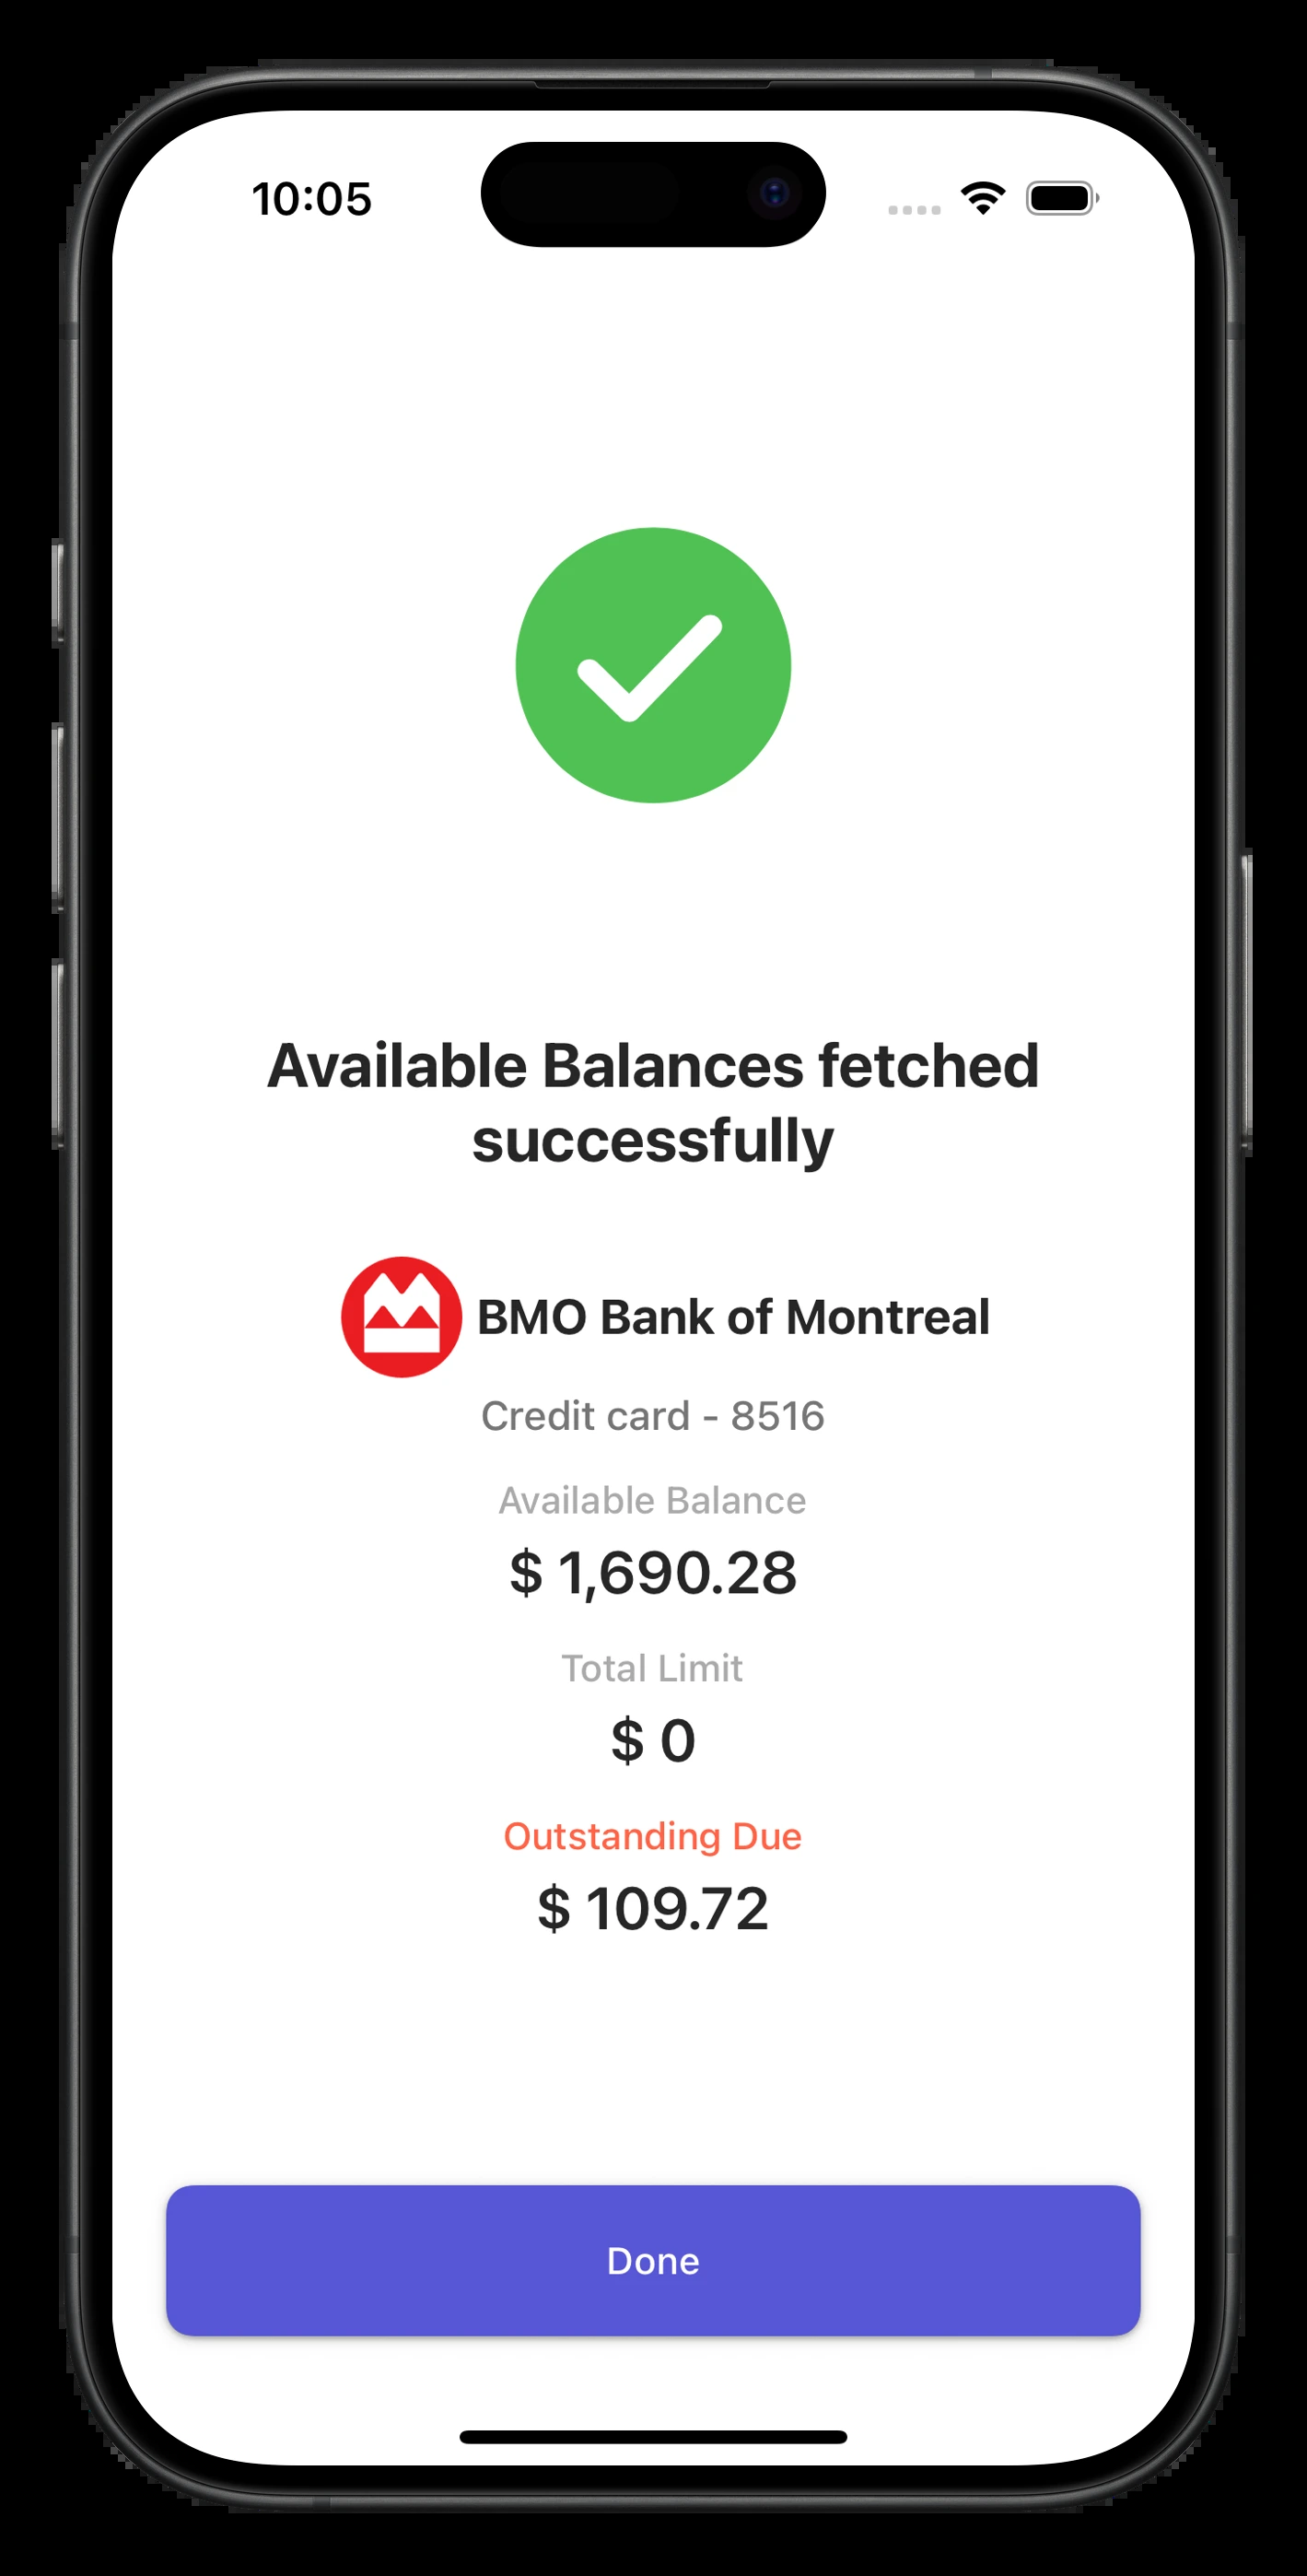 10:05
Available Balances fetched
successfully
BMO Bank of Montreal
Credit card - 8516
Available Balance
$ 1,690.28
Total Limit
$ 0
Outstanding Due
$ 109.72
Done